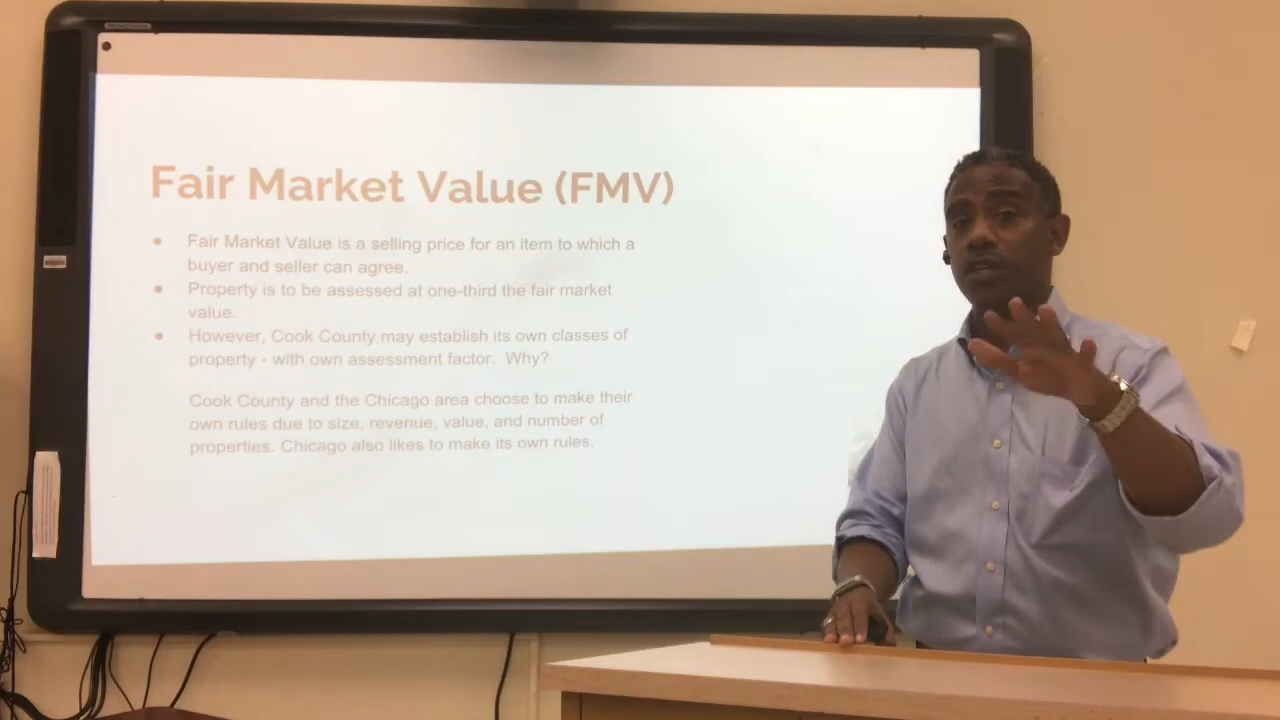 Fair Market Value (FMV)
● Fair Market Value is a selling price for an item to which a
buyer and seller can agree.
● Property is to be assessed at one-third the fair market
value.
● However, Cook County may establish its own classes of
property - with own assessment factor. Why?
Cook County and the Chicago area choose to make their
own rules due to size, revenue, value, and number of
properties. Chicago also likes to make its own rules.